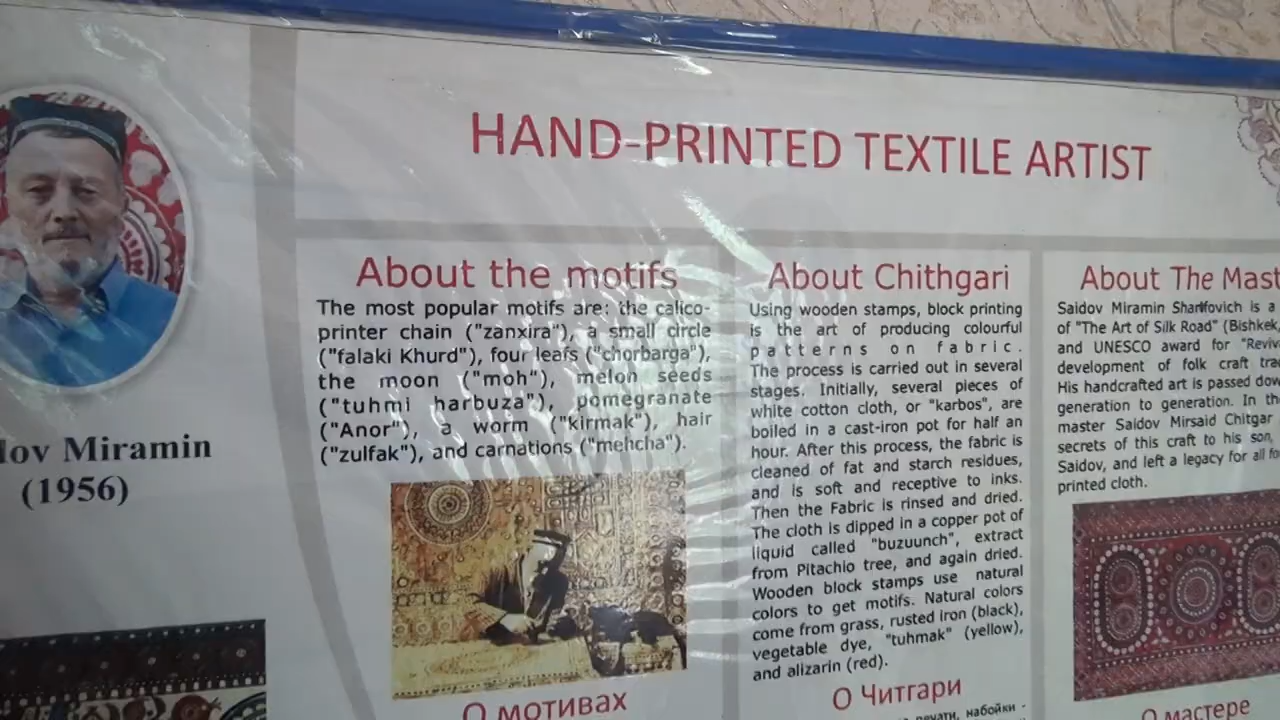 HAND-PRINTED TEXTILE ARTIST
lov Miramin
(1956)
About the motifs
The most popular motifs are: the calico-
printer chain ("zanxira"), a small circle
("falaki Khurd"), four leafs ("chorbarga"),
the moon ("moh"), melon seeds
("tuhmi harbuza"), pomegranate
("Anor"), a worm ("kirmak"), hair
("zulfak"), and carnations ("mehcha").
О мотивах
About Chithgari
Using wooden stamps, block printing
is the art of producing colourful
patterns on fabric.
The process is carried out in several
stages. Initially, several pieces of
white cotton cloth, or "karbos", are
boiled in a cast-iron pot for half an
hour. After this process, the fabric is
cleaned of fat and starch residues,
and is soft and receptive to inks.
Then the Fabric is rinsed and dried.
The cloth is dipped in a copper pot of
liquid called "buzuunch", extract
from Pitachio tree, and again dried.
Wooden block stamps use natural
colors to get motifs. Natural colors
come from grass, rusted iron (black),
vegetable dye, "tuhmak" (yellow),
and alizarin (red).
О Читгари
печати, набойки -
About The Mast
Saidov Miramin Sharifovich is a
of "The Art of Silk Road" (Bishkek,
and UNESCO award for "Reviv
development of folk craft tra
His handcrafted art is passed dow
generation to generation. In th
master Saidov Mirsaid Chitgar
secrets of this craft to his son,
Saidov, and left a legacy for all fo
printed cloth.
О мастере